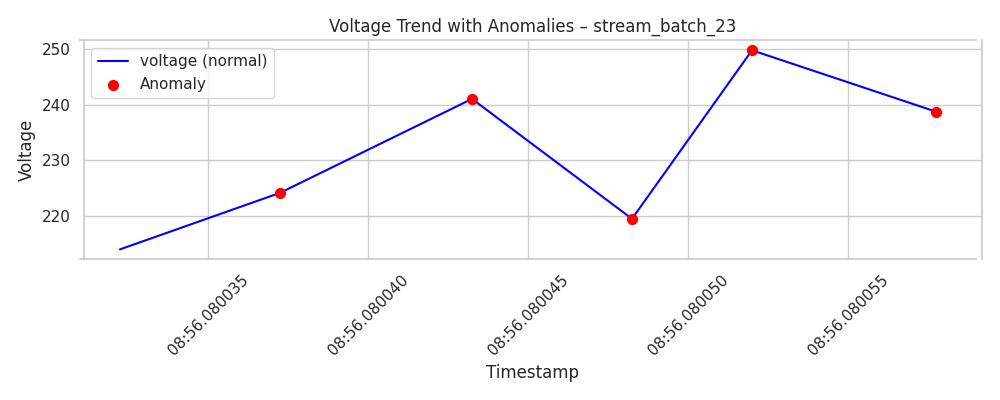 Voltage Trend with Anomalies – stream_batch_23
voltage (normal)
Anomaly
Voltage
250
240
230
220
08:56.080035
08:56.080040
08:56.080045
08:56.080050
08:56.080055
Timestamp